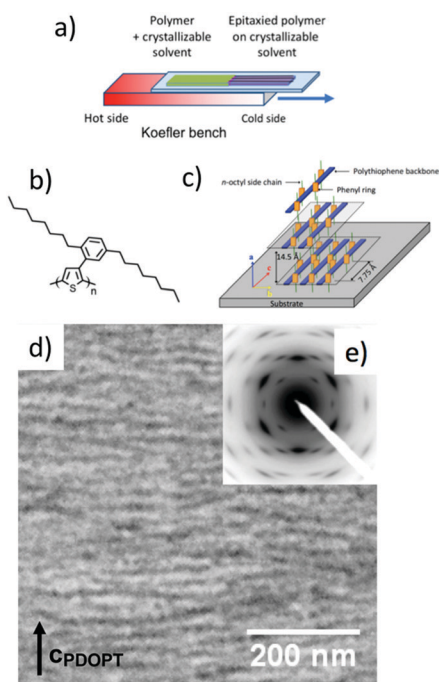 a)
Polymer
+ crystallizable
solvent
Epitaxied polymer
on crystallizable
solvent
Hot side
Cold side
Koefler bench
b)
S
n
c)
Polythiophene backbone
n-octyl side chain
Phenyl ring
14.5 Å
7.75 Å
a
c
b
Substrate
d)
e)
cPDOPT
200 nm